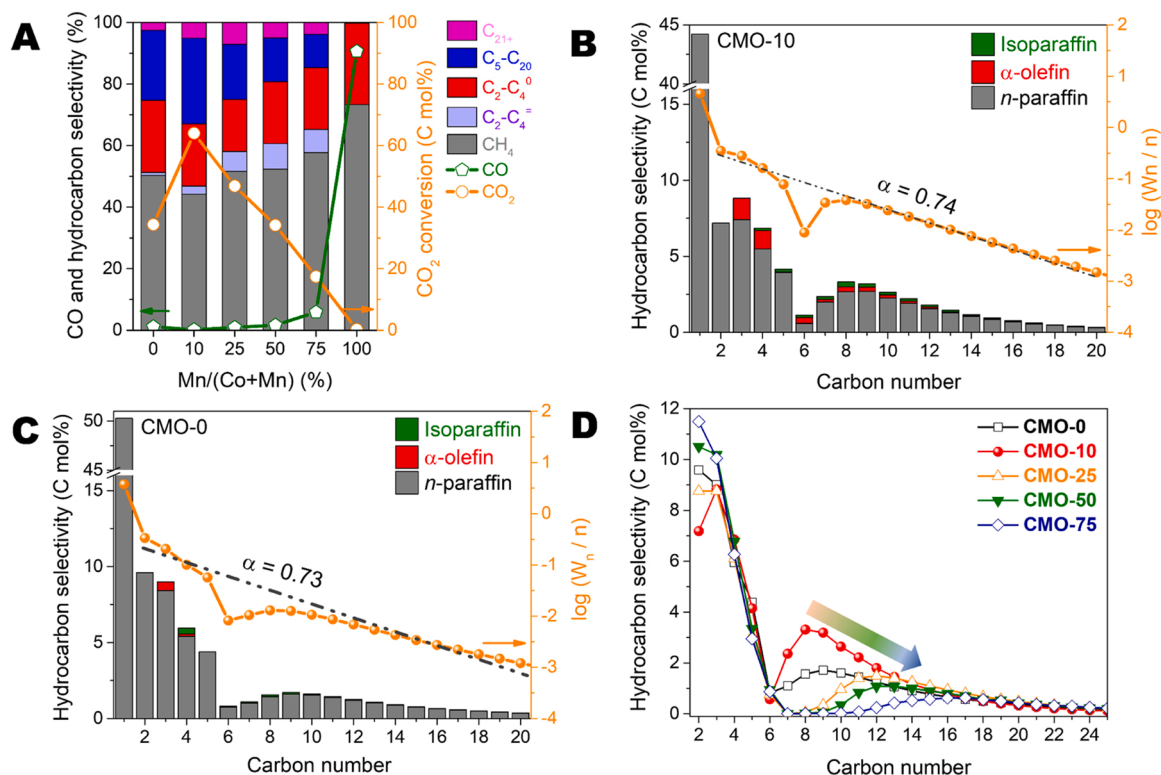 A
CO and hydrocarbon selectivity (%)
100
80
60
40
20
0
0 10 25 50 75 100
Mn/(Co+Mn) (%)
100
80
60
40
20
0
CO₂ conversion (C mol%)
C₂₁₊
C₅-C₂₀
C₂-C₄⁰
C₂-C₄⁼
CH₄
CO
CO₂
B
CMO-10
Isoparaffin
α-olefin
n-paraffin
Hydrocarbon selectivity (C mol%)
45
40
15
10
5
0
α = 0.74
2 4 6 8 10 12 14 16 18 20
Carbon number
2
1
0
-1
-2
-3
-4
log (Wn / n)
C
CMO-0
Isoparaffin
α-olefin
n-paraffin
Hydrocarbon selectivity (C mol%)
50
45
15
10
5
0
α = 0.73
2 4 6 8 10 12 14 16 18 20
Carbon number
2
1
0
-1
-2
-3
-4
log (Wₙ / n)
D
CMO-0
CMO-10
CMO-25
CMO-50
CMO-75
Hydrocarbon selectivity (C mol%)
12
10
8
6
4
2
0
2 4 6 8 10 12 14 16 18 20 22 24
Carbon number